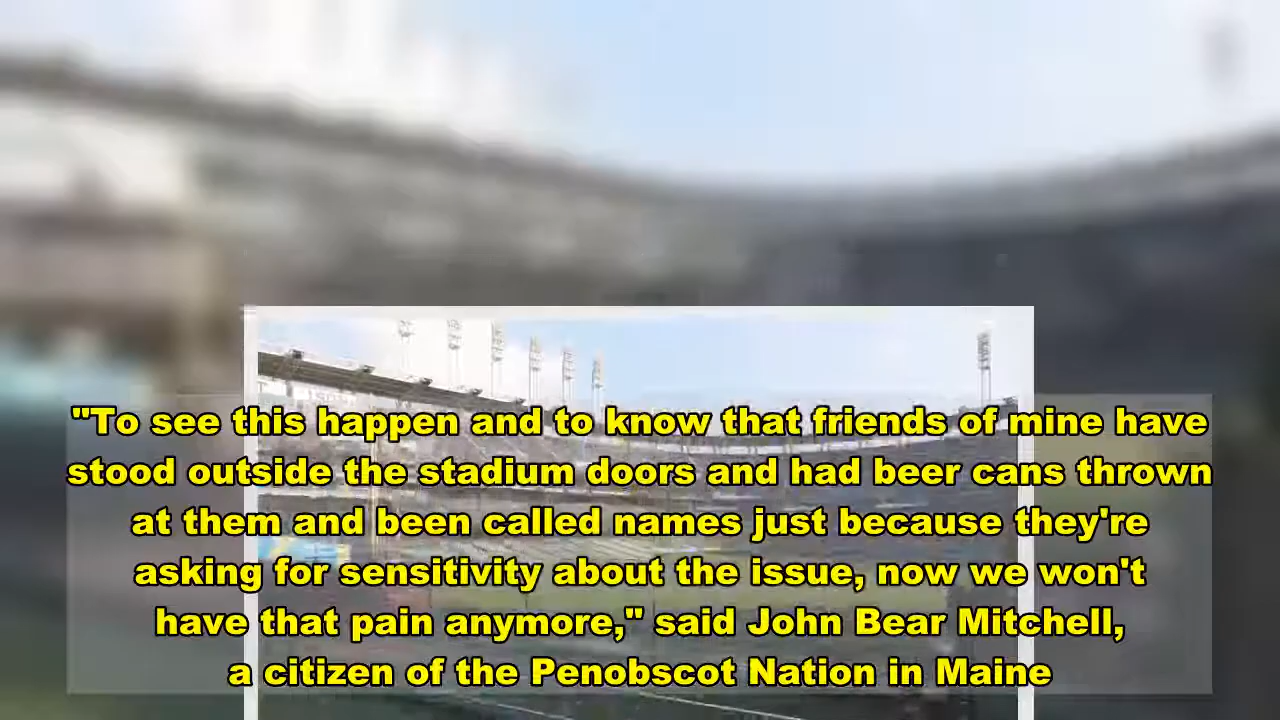 "To see this happen and to know that friends of mine have
stood outside the stadium doors and had beer cans thrown
at them and been called names just because they're
asking for sensitivity about the issue, now we won't
have that pain anymore," said John Bear Mitchell,
a citizen of the Penobscot Nation in Maine